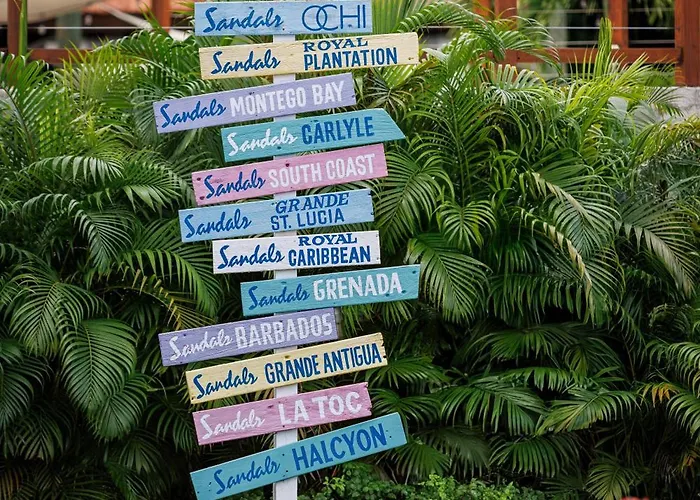 Sandals OCHI
Sandals ROYAL PLANTATION
Sandals MONTEGO BAY
Sandals CARLYLE
Sandals SOUTH COAST
Sandals GRANDE ST. LUCIA
Sandals ROYAL CARIBBEAN
Sandals GRENADA
Sandals BARBADOS
Sandals GRANDE ANTIGUA
Sandals LA TOC
Sandals HALCYON